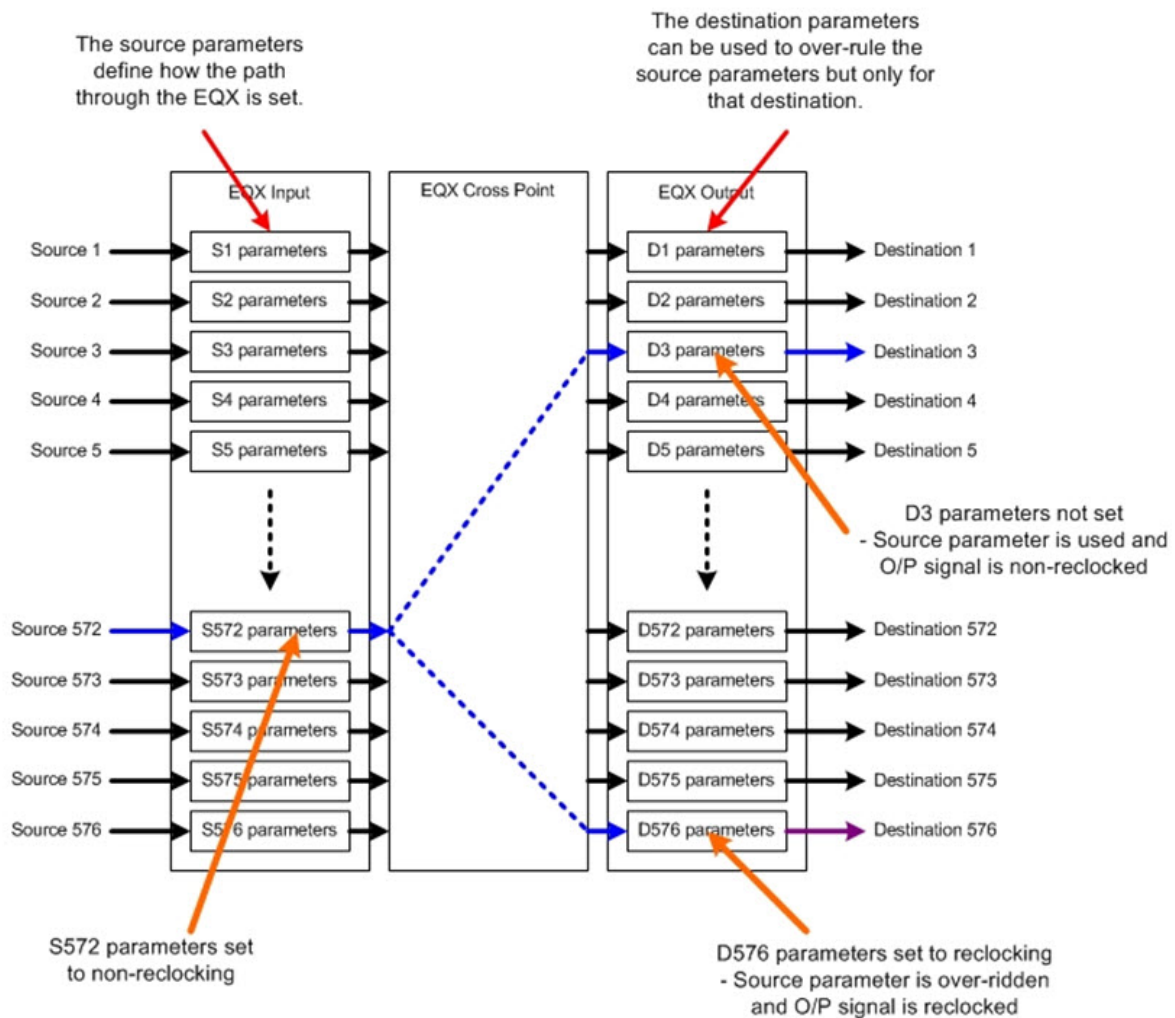 The source parameters
define how the path
through the EQX is set.
The destination parameters
can be used to over-rule the
source parameters but only for
that destination.
EQX Input
EQX Cross Point
EQX Output
Source 1
S1 parameters
D1 parameters
Destination 1
Source 2
S2 parameters
D2 parameters
Destination 2
Source 3
S3 parameters
D3 parameters
Destination 3
Source 4
S4 parameters
D4 parameters
Destination 4
Source 5
S5 parameters
D5 parameters
Destination 5
D3 parameters not set
- Source parameter is used and
O/P signal is non-reclocked
Source 572
S572 parameters
D572 parameters
Destination 572
Source 573
S573 parameters
D573 parameters
Destination 573
Source 574
S574 parameters
D574 parameters
Destination 574
Source 575
S575 parameters
D575 parameters
Destination 575
Source 576
S576 parameters
D576 parameters
Destination 576
S572 parameters set
to non-reclocking
D576 parameters set to reclocking
- Source parameter is over-ridden
and O/P signal is reclocked